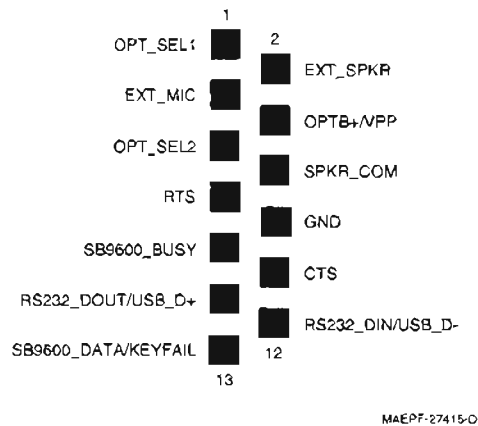 1
OPT_SEL1
2
EXT_SPKR
EXT_MIC
OPTB+/VPP
OPT_SEL2
SPKR_COM
RTS
GND
SB9600_BUSY
CTS
RS232_DOUT/USB_D+
RS232_DIN/USB_D-
SB9600_DATA/KEYFAIL
12
13
MAEPF-27415-O